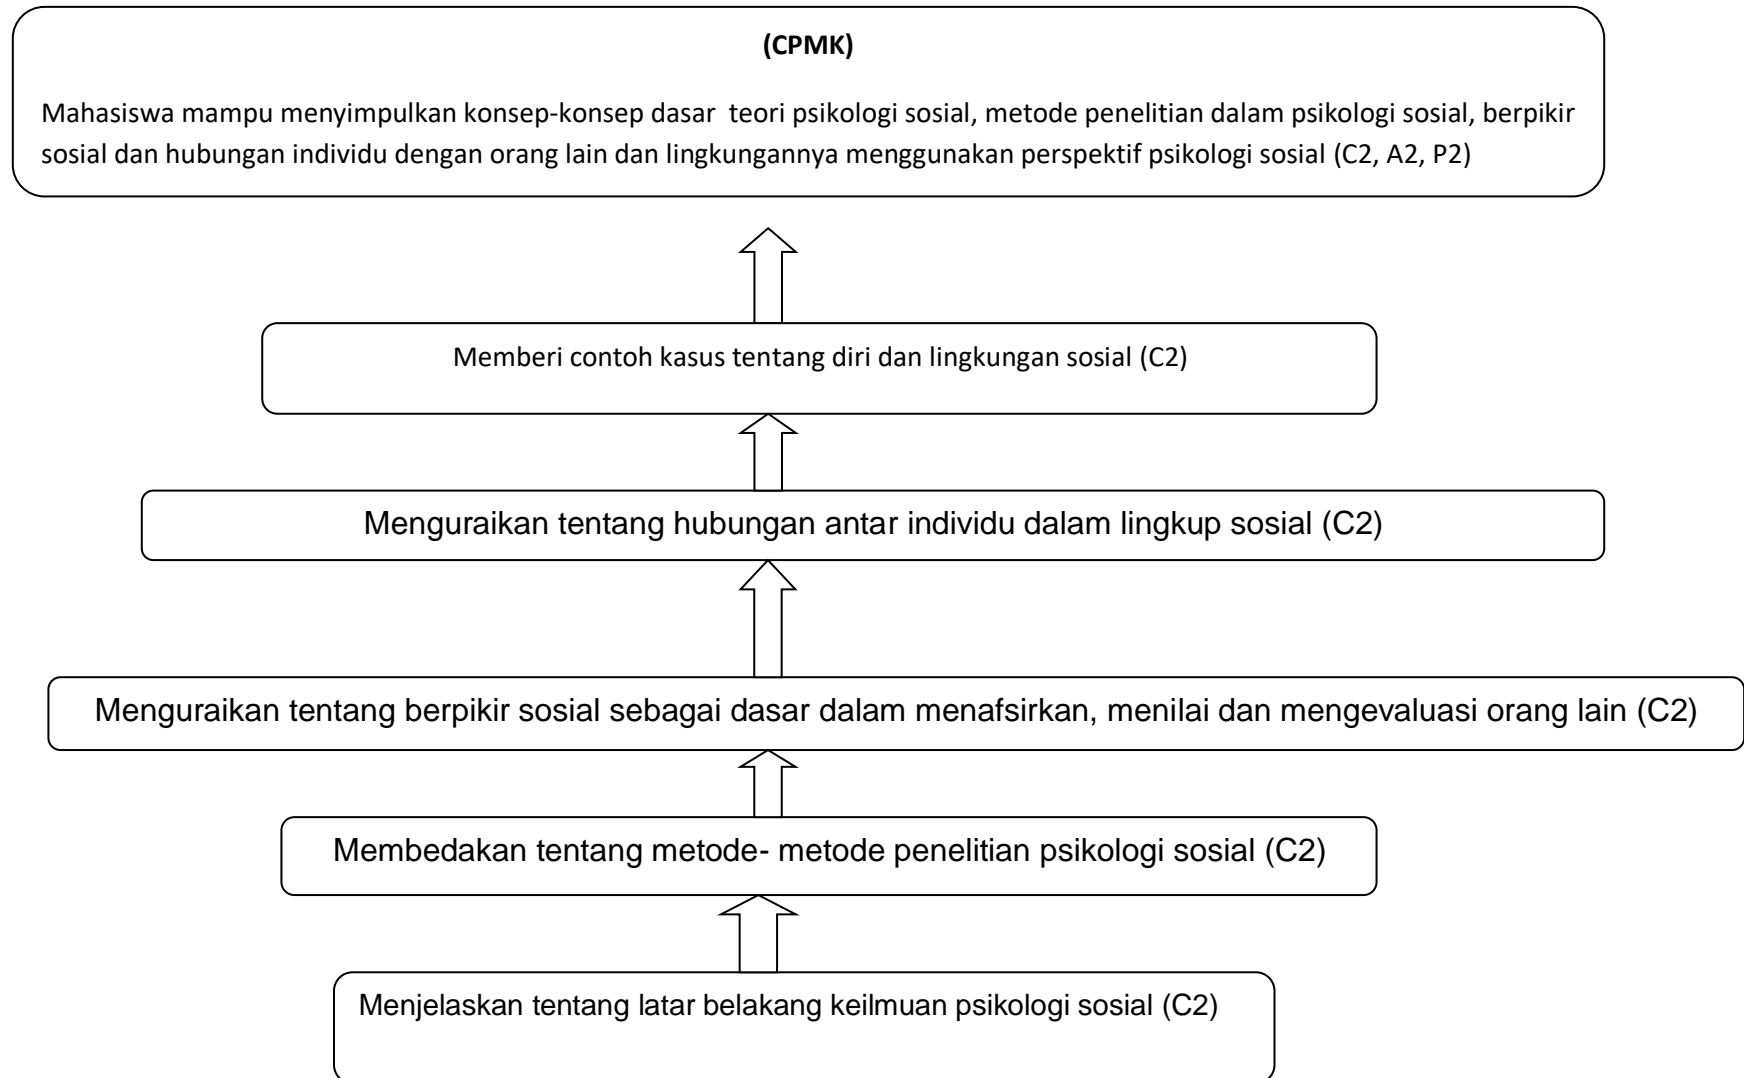 (CPMK)
Mahasiswa mampu menyimpulkan konsep-konsep dasar  teori psikologi sosial, metode penelitian dalam psikologi sosial, berpikir
sosial dan hubungan individu dengan orang lain dan lingkungannya menggunakan perspektif psikologi sosial (C2, A2, P2)
Memberi contoh kasus tentang diri dan lingkungan sosial (C2)
Menguraikan tentang hubungan antar individu dalam lingkup sosial (C2)
Menguraikan tentang berpikir sosial sebagai dasar dalam menafsirkan, menilai dan mengevaluasi orang lain (C2)
Membedakan tentang metode- metode penelitian psikologi sosial (C2)
Menjelaskan tentang latar belakang keilmuan psikologi sosial (C2)